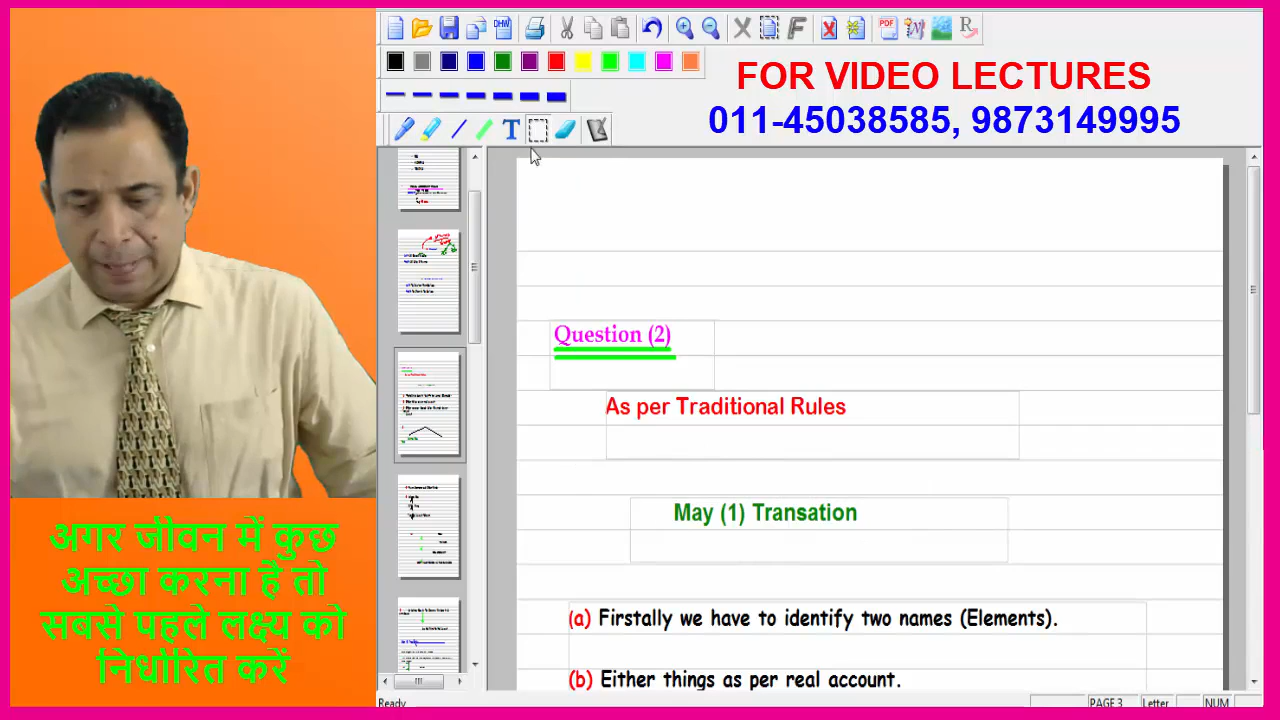 DHW
PDF
FOR VIDEO LECTURES
011-45038585, 9873149995
Question (2)
As per Traditional Rules
May (1) Transation
(a) Firstally we have to identify two names (Elements).
(b) Either things as per real account.
Ready
PAGE 3
Letter
NUM
अगर जीवन में कुछ
अच्छा करना है तो
सबसे पहले लक्ष्य को
निर्धारित करें